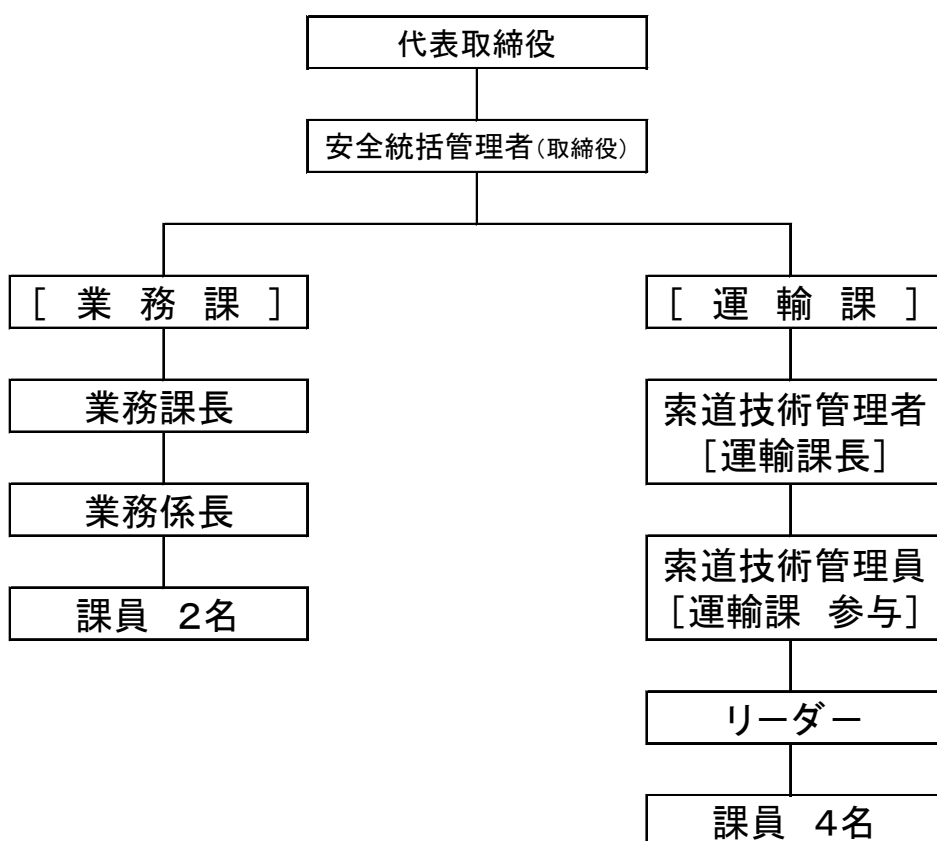 代表取締役
安全統括管理者(取締役)
[ 業 務 課 ]
業務課長
業務係長
課員 2名
[ 運 輸 課 ]
索道技術管理者
[運輸課長]
索道技術管理員
[運輸課 参与]
リーダー
課員 4名